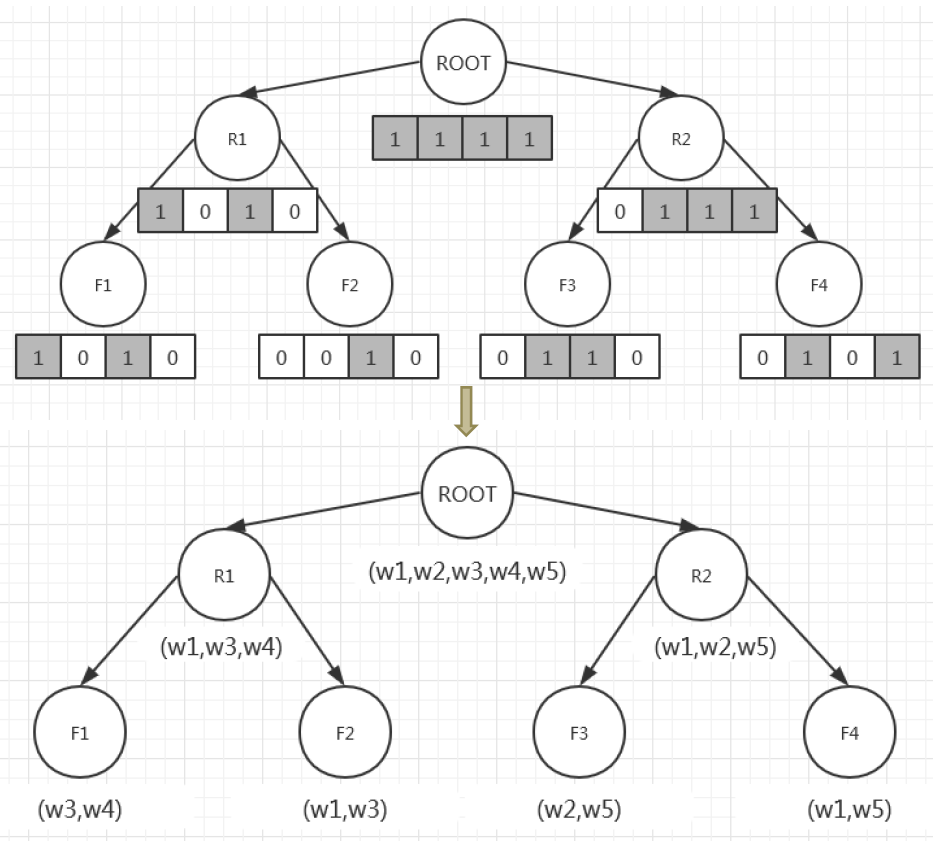 ROOT
R1
R2
1 1 1 1
1 0 1 0
0 1 1 1
F1
F2
F3
F4
1 0 1 0
0 0 1 0
0 1 1 0
0 1 0 1
ROOT
R1
R2
(w1,w2,w3,w4,w5)
(w1,w3,w4)
(w1,w2,w5)
F1
F2
F3
F4
(w3,w4)
(w1,w3)
(w2,w5)
(w1,w5)